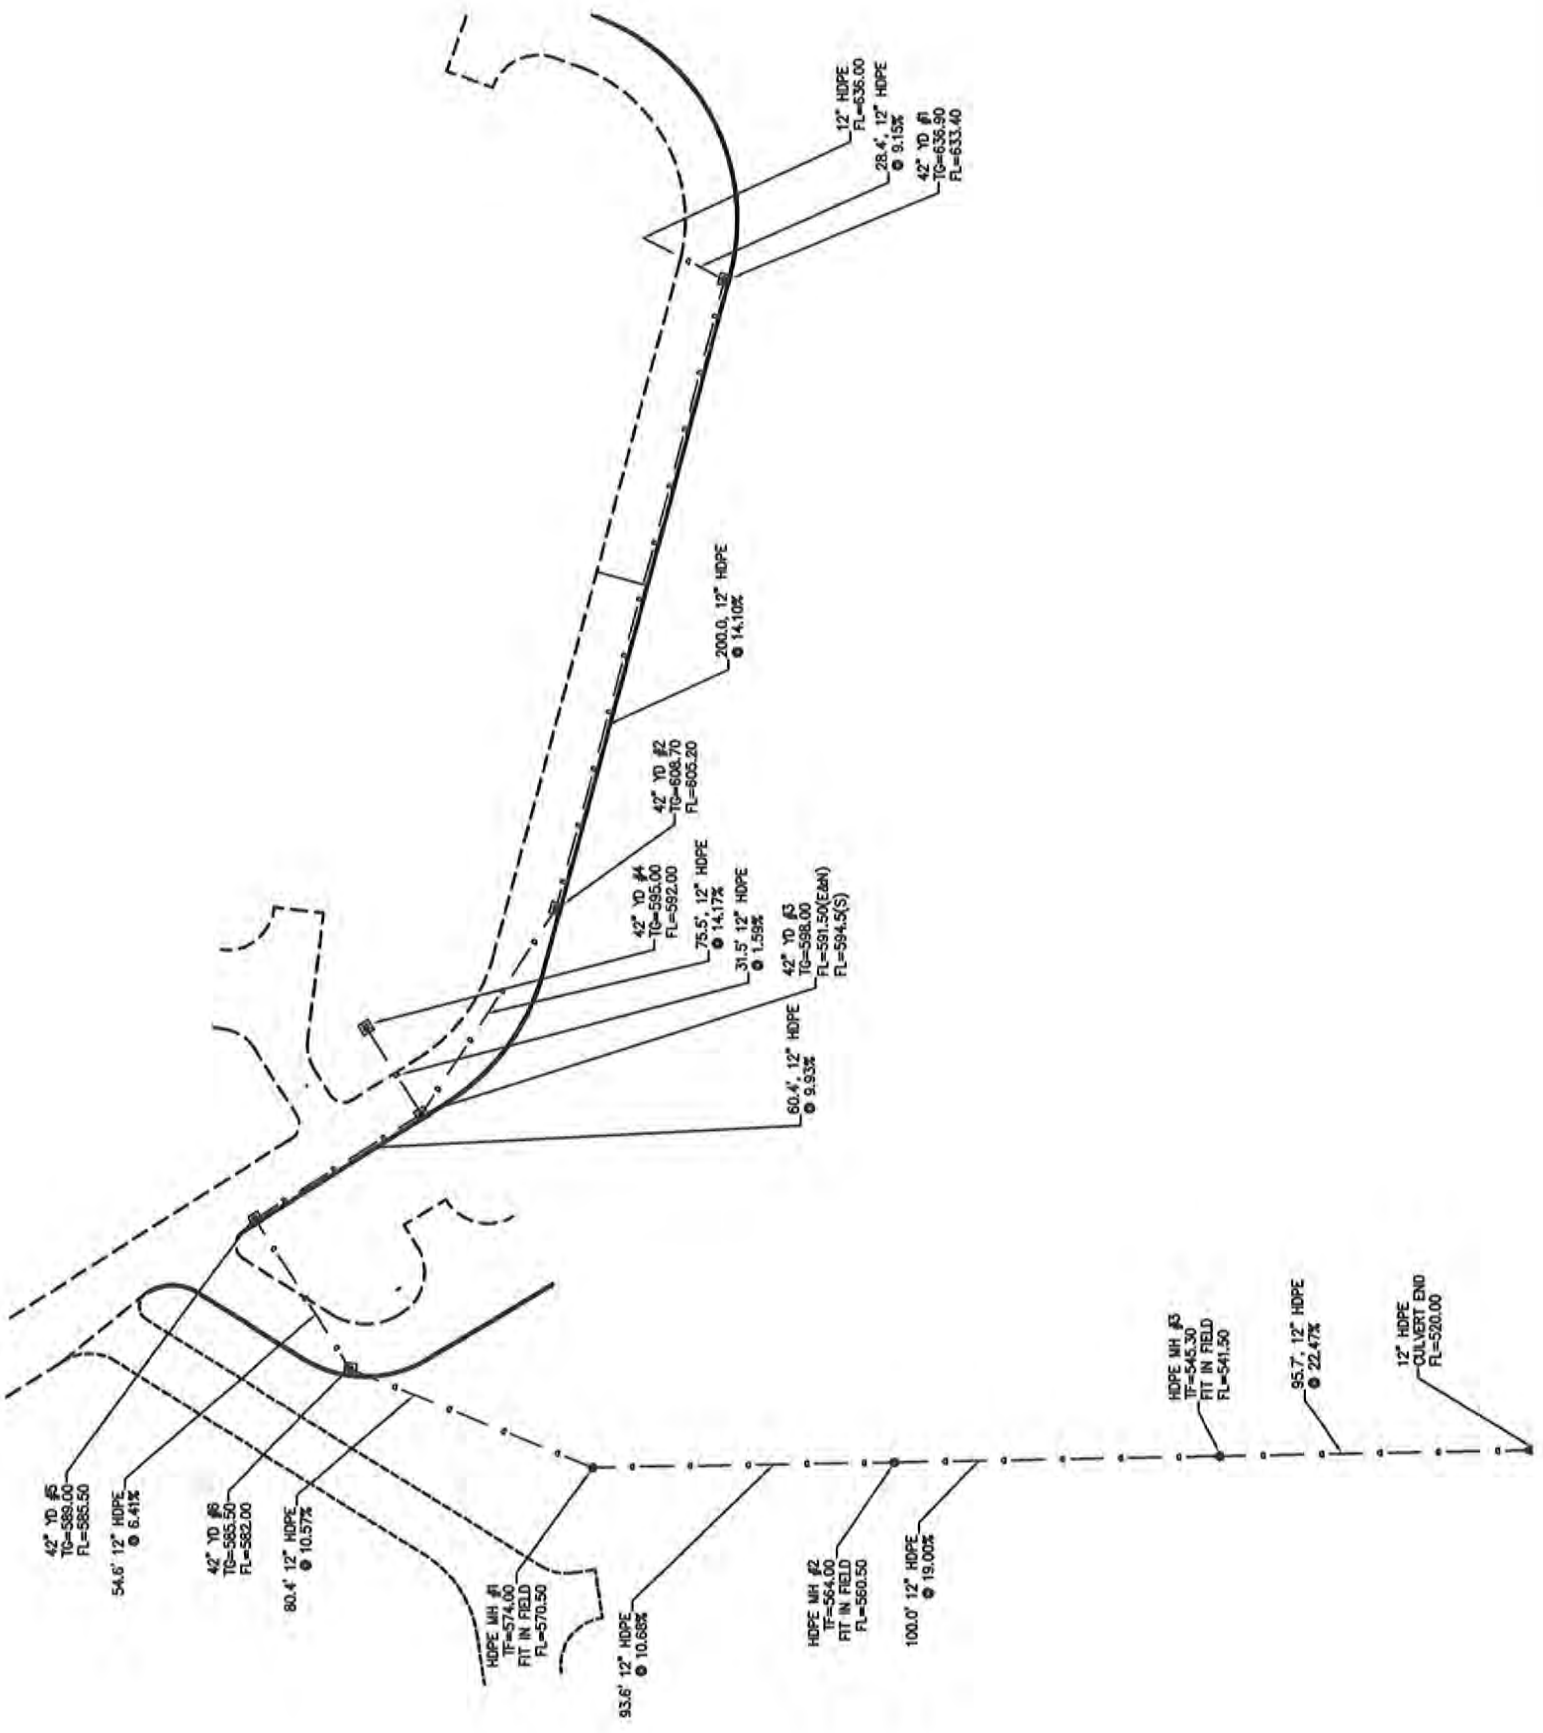 12" HDPE
FL=636.00
28.4', 12" HDPE
@ 9.15%
42" YD #1
TG=636.90
FL=633.40
200.0, 12" HDPE
@ 14.10%
42" YD #2
TG=608.70
FL=605.20
42" YD #4
TG=595.00
FL=592.00
75.5', 12" HDPE
@ 14.17%
31.5' 12" HDPE
@ 1.59%
42" YD #3
TG=598.00
FL=591.50(E&N)
FL=594.5(S)
60.4', 12" HDPE
@ 9.93%
42" YD #5
TG=589.00
FL=585.50
54.6' 12" HDPE
@ 6.41%
42" YD #6
TG=585.50
FL=582.00
80.4' 12" HDPE
@ 10.57%
HDPE MH #1
TF=574.00
FIT IN FIELD
FL=570.50
93.6' 12" HDPE
@ 10.68%
HDPE MH #2
TF=564.00
FIT IN FIELD
FL=560.50
100.0' 12" HDPE
@ 19.00%
HDPE MH #3
TF=545.30
FIT IN FIELD
FL=541.50
95.7', 12" HDPE
@ 22.47%
12" HDPE
CULVERT END
FL=520.00